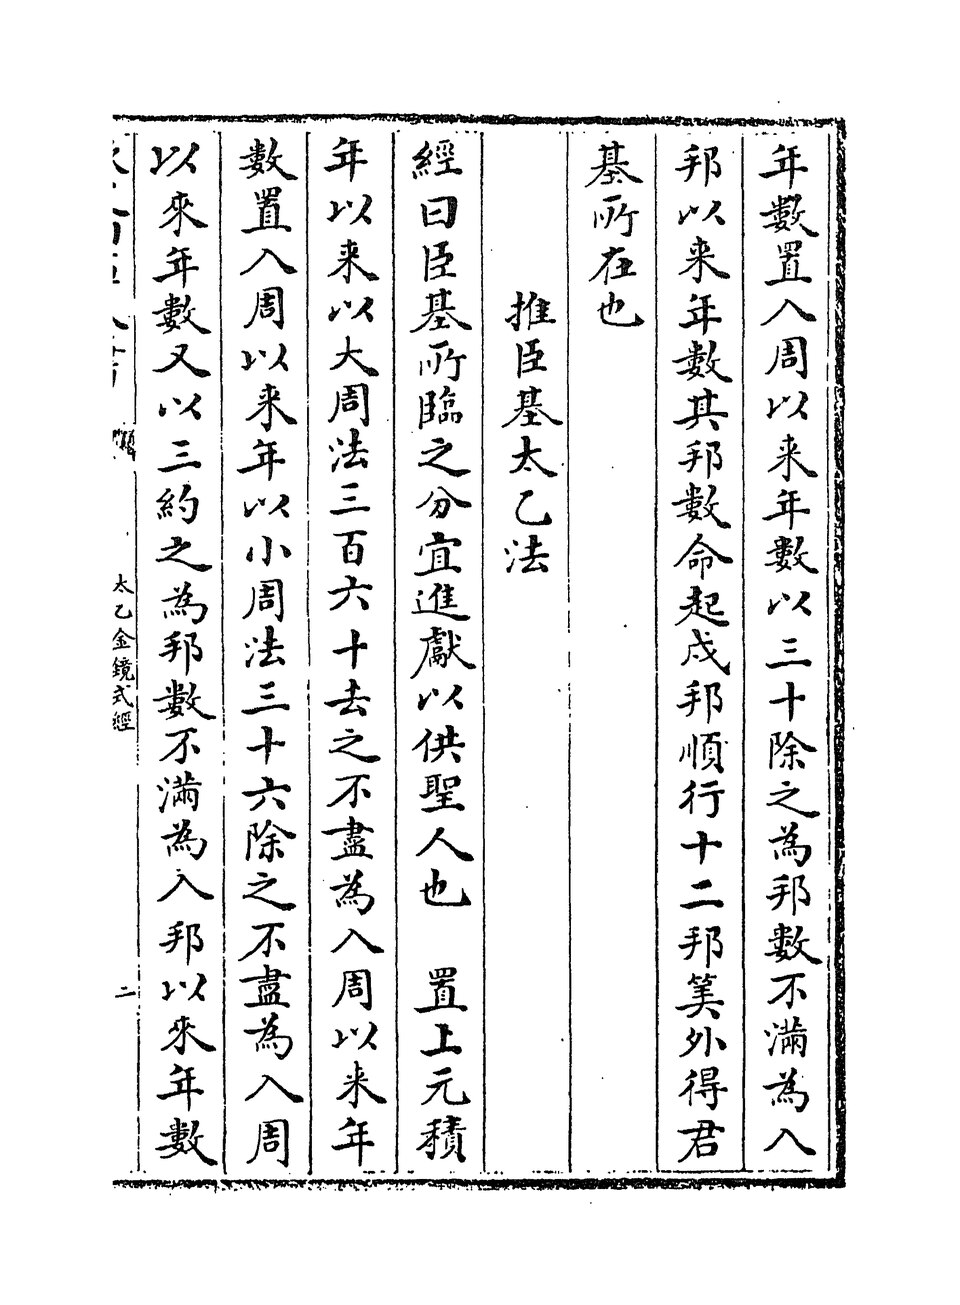 年數置入周以来年數以三十除之為邦數不滿為入
邦以来年數其邦數命起戌邦順行十二邦筭外得君
基所在也
推臣基太乙法
經曰臣基所臨之分宜進獻以供聖人也　置上元積
年以来以大周法三百六十去之不盡為入周以来年
數置入周以来年以小周法三十六除之不盡為入周
以來年數又以三約之為邦數不滿為入邦以來年數
太乙金鏡式經
二